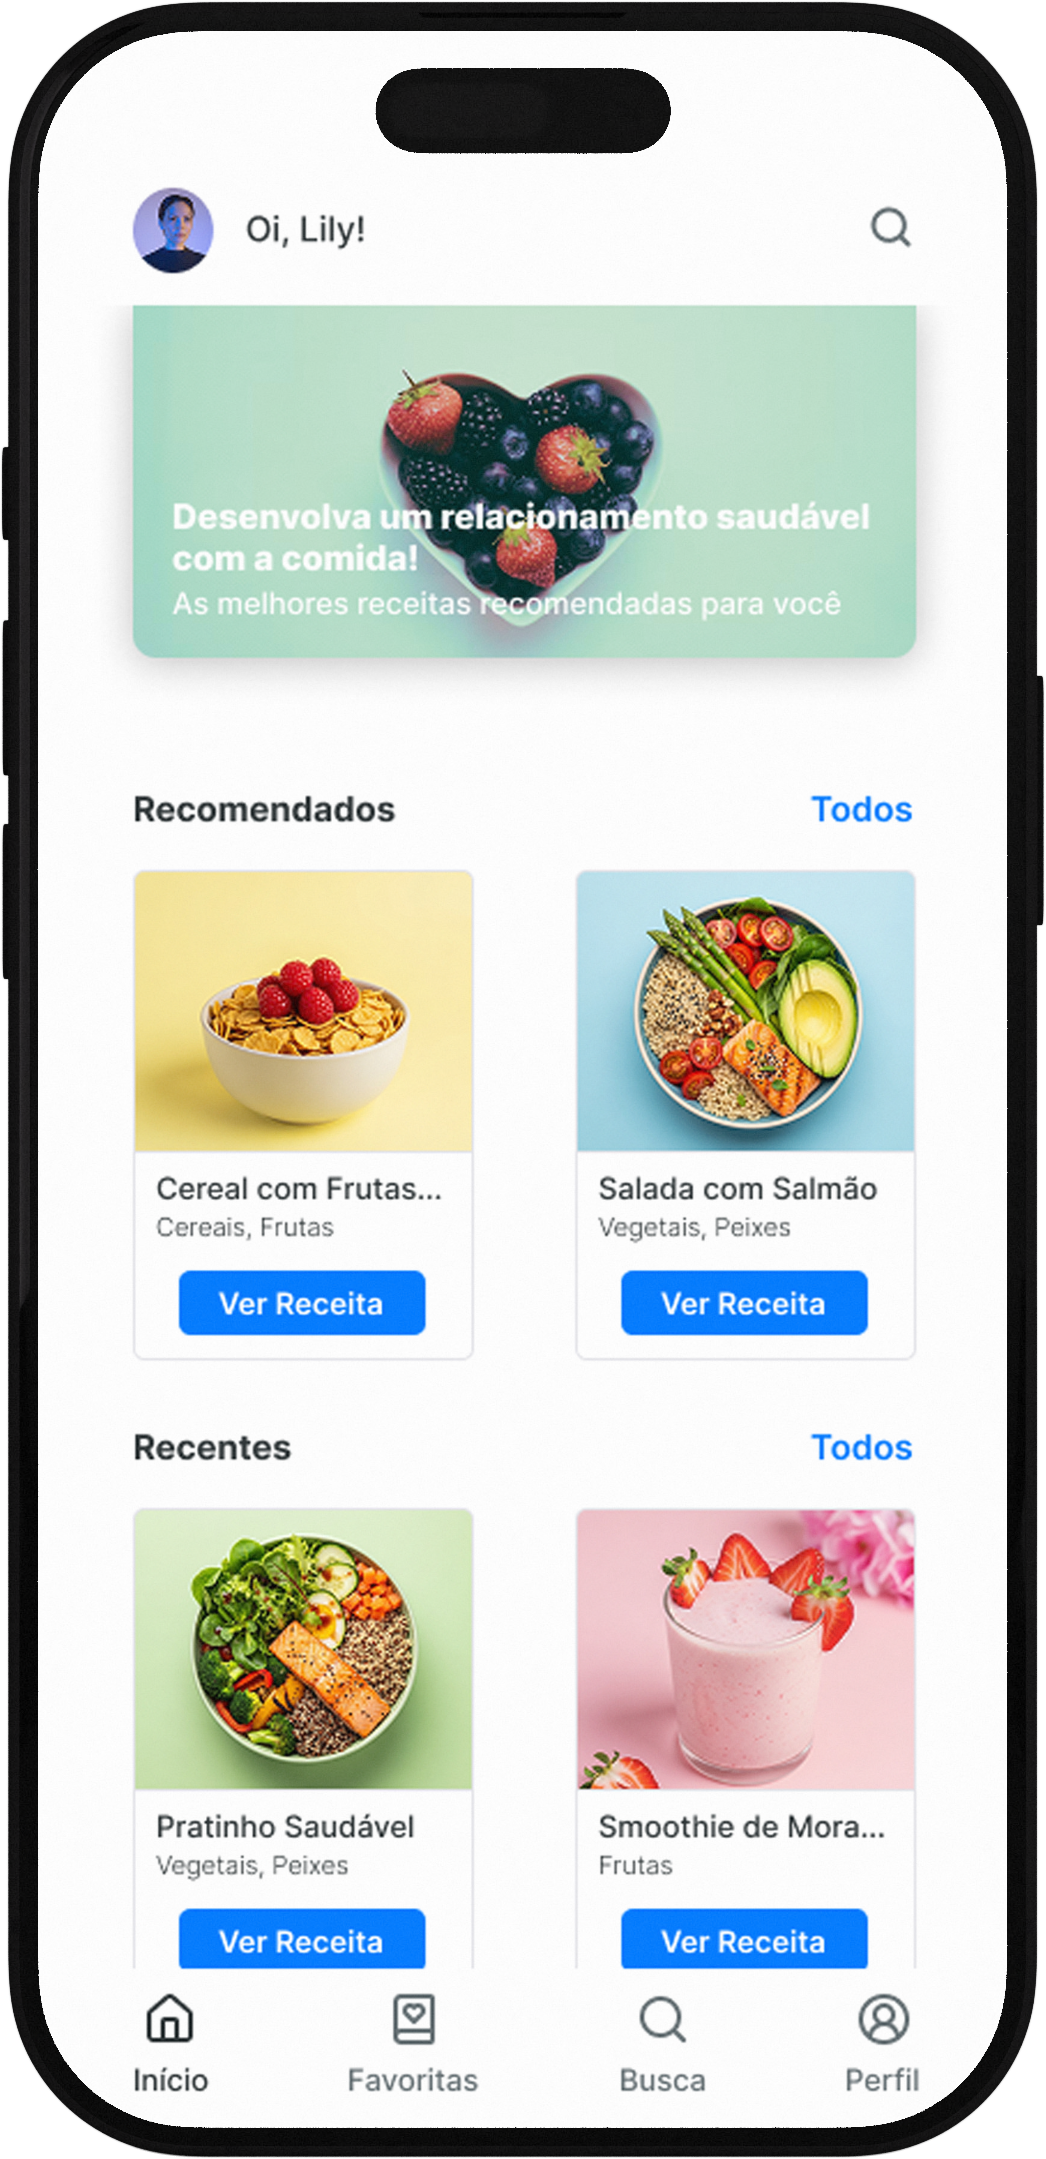 Oi, Lily!
Desenvolva um relacionamento saudável
com a comida!
As melhores receitas recomendadas para você
Recomendados
Todos
Cereal com Frutas...
Cereais, Frutas
Ver Receita
Salada com Salmão
Vegetais, Peixes
Ver Receita
Recentes
Todos
Pratinho Saudável
Vegetais, Peixes
Ver Receita
Smoothie de Mora...
Frutas
Ver Receita
Início
Favoritas
Busca
Perfil